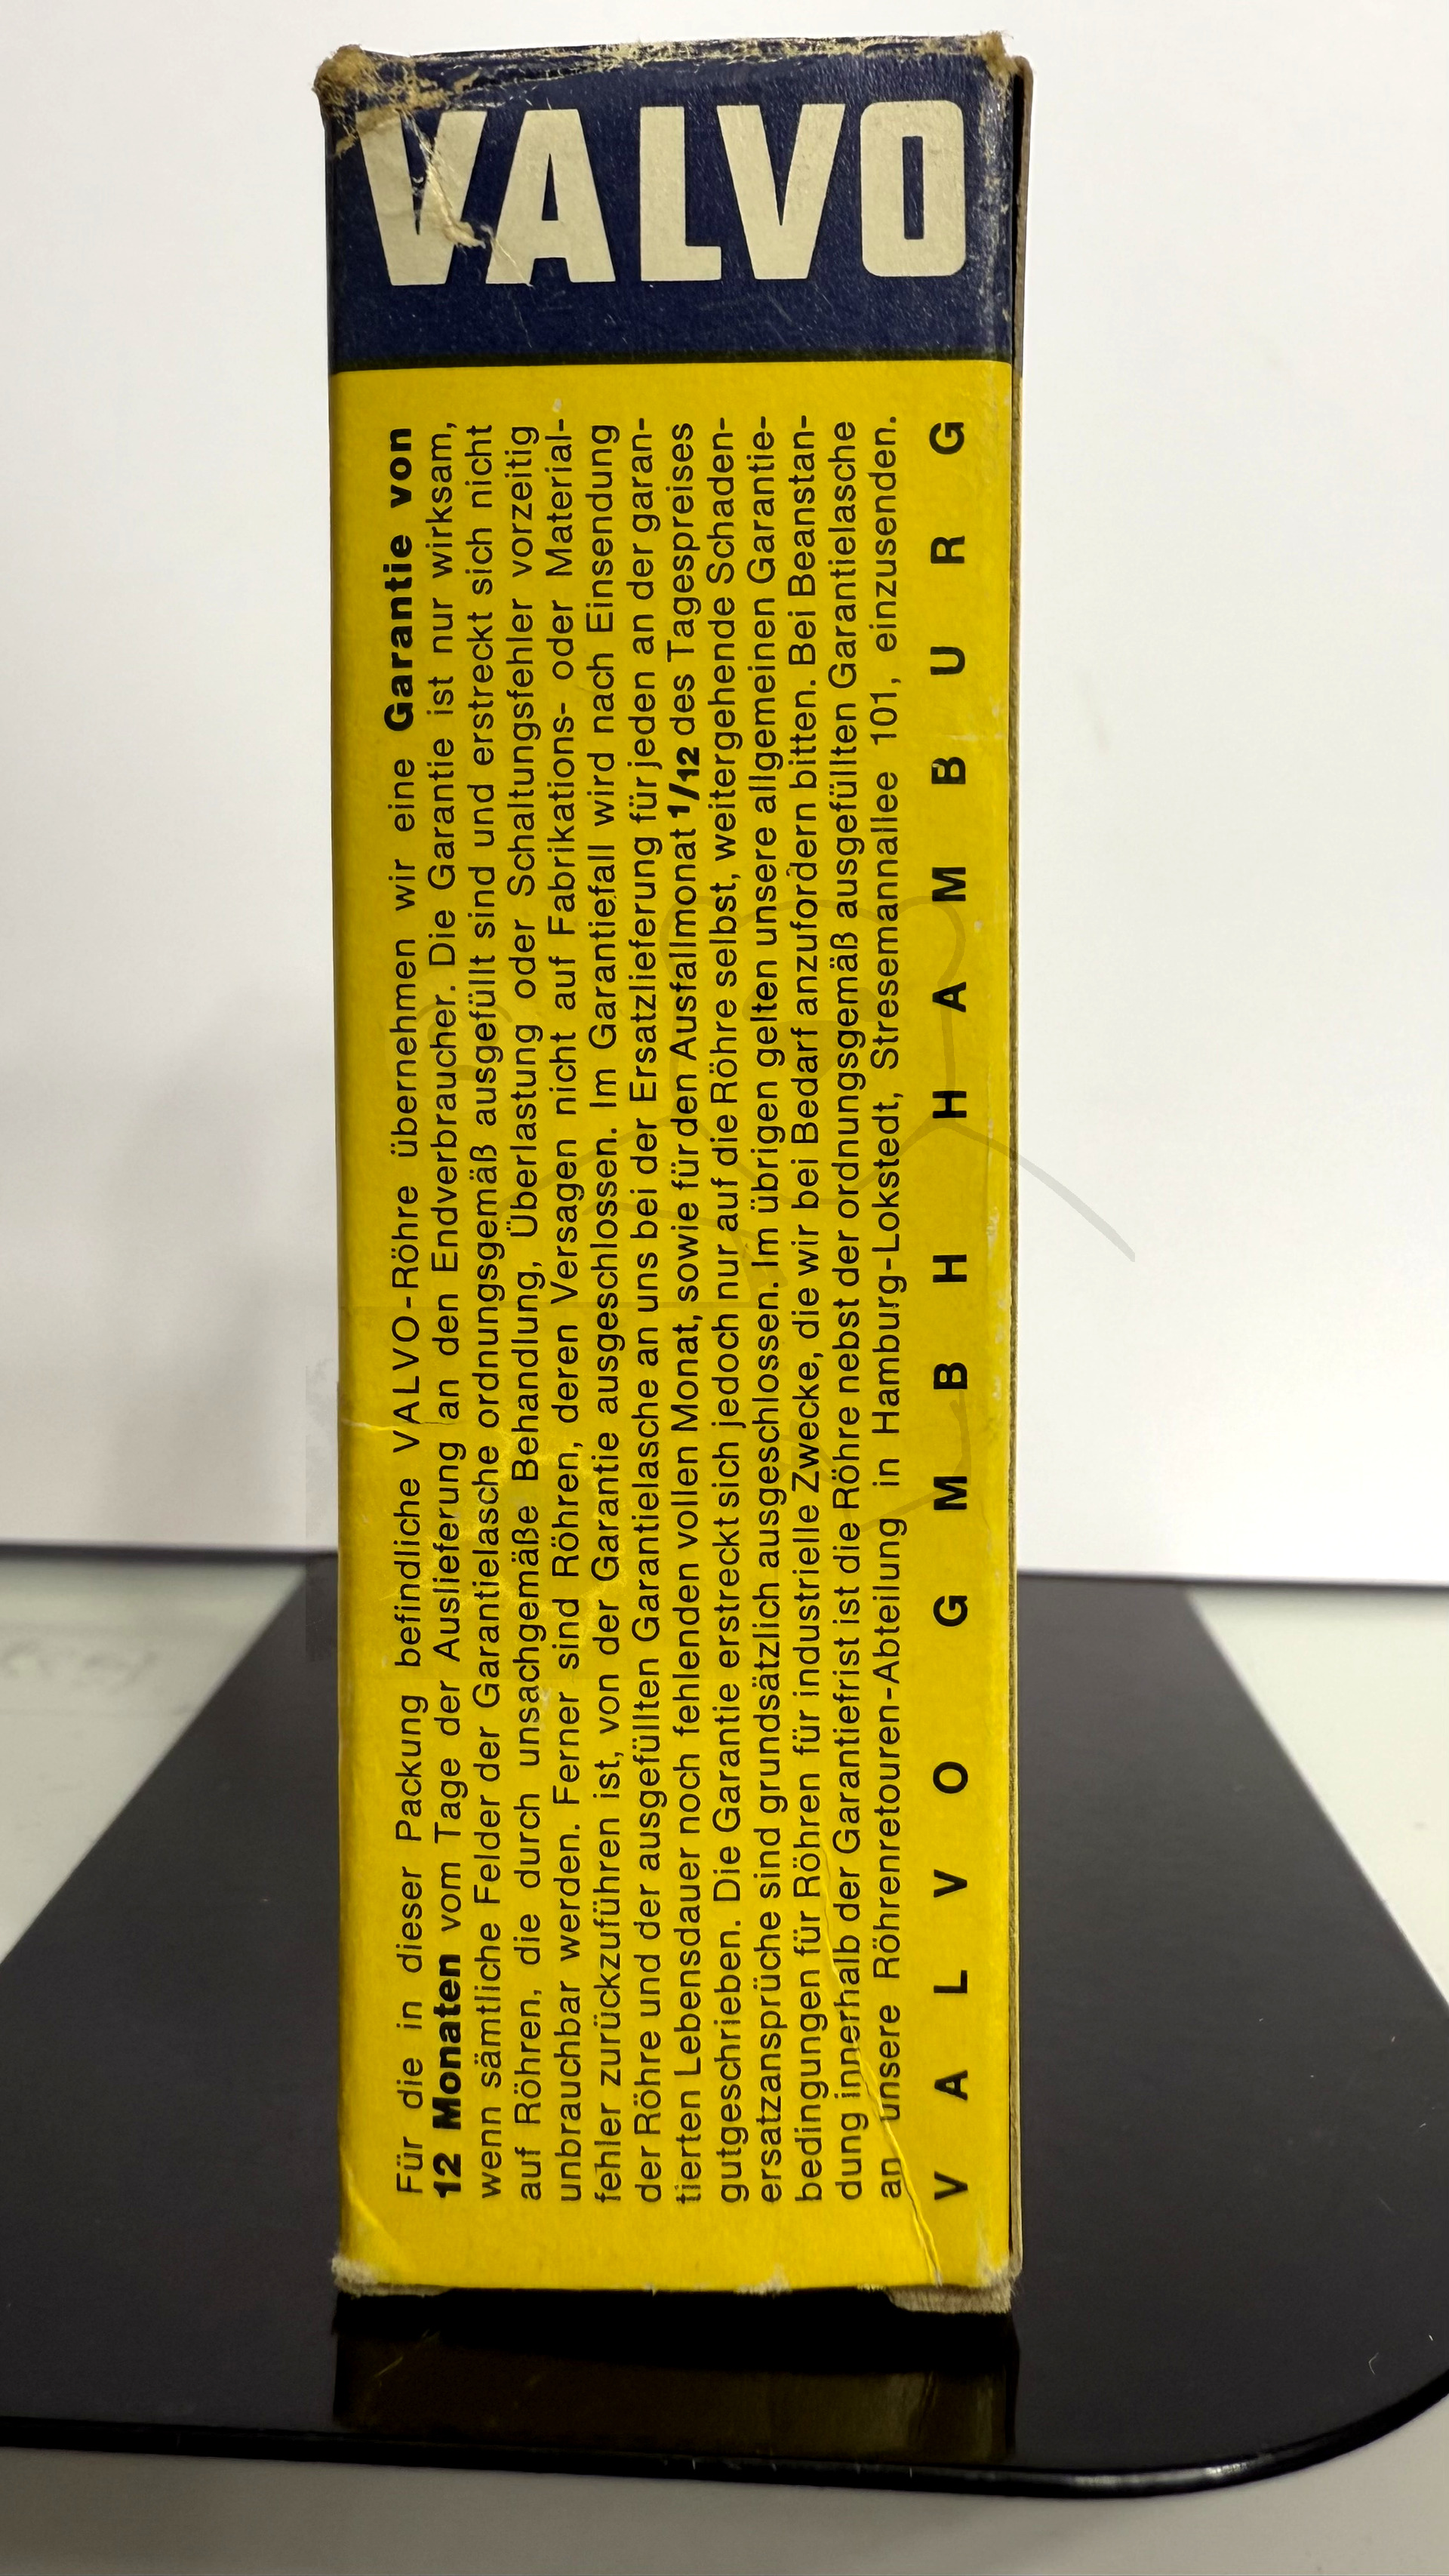 VALVO
Für die in dieser Packung befindliche VALVO-Röhre übernehmen wir eine Garantie von
12 Monaten vom Tage der Auslieferung an den Endverbraucher. Die Garantie ist nur wirksam,
wenn sämtliche Felder der Garantielasche ordnungsgemäß ausgefüllt sind und erstreckt sich nicht
auf Röhren, die durch unsachgemäße Behandlung, Überlastung oder Schaltungsfehler vorzeitig
unbrauchbar werden. Ferner sind Röhren, deren Versagen nicht auf Fabrikations- oder Material-
fehler zurückzuführen ist, von der Garantie ausgeschlossen. Im Garantiefall wird nach Einsendung
der Röhre und der ausgefüllten Garantielasche an uns bei der Ersatzlieferung für jeden an der garan-
tierten Lebensdauer noch fehlenden vollen Monat, sowie für den Ausfallmonat 1/12 des Tagespreises
gutgeschrieben. Die Garantie erstreckt sich jedoch nur auf die Röhre selbst, weitergehende Schaden-
ersatzansprüche sind grundsätzlich ausgeschlossen. Im übrigen gelten unsere allgemeinen Garantie-
bedingungen für Röhren für industrielle Zwecke, die wir bei Bedarf anzufordern bitten. Bei Beanstan-
dung innerhalb der Garantiefrist ist die Röhre nebst der ordnungsgemäß ausgefüllten Garantielasche
an unsere Röhrenretouren-Abteilung in Hamburg-Lokstedt, Stresemannallee 101, einzusenden.
VALVO GMBH HAMBURG